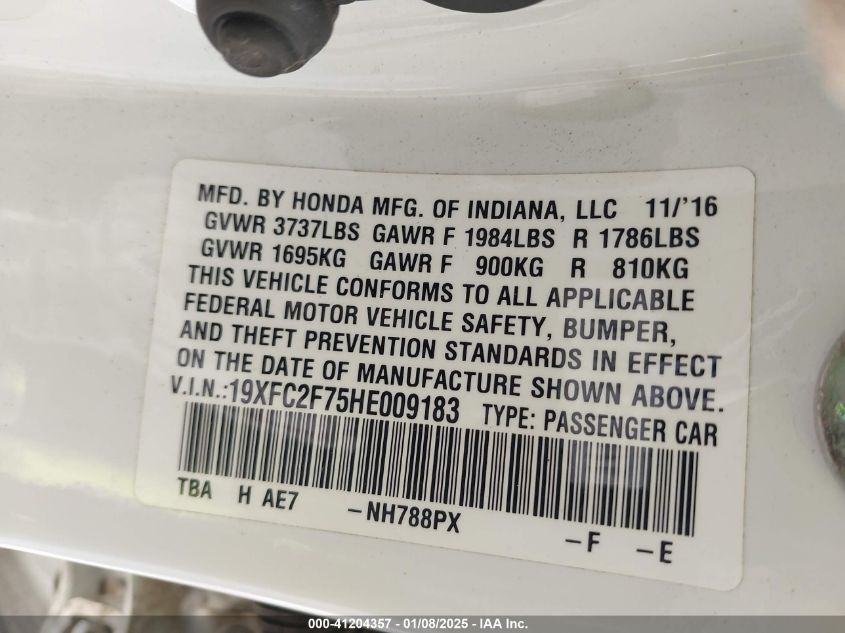 MFD. BY HONDA MFG. OF INDIANA, LLC 11/'16
GVWR 3737LBS GAWR F 1984LBS R 1786LBS
GVWR 1695KG GAWR F 900KG R 810KG
THIS VEHICLE CONFORMS TO ALL APPLICABLE
FEDERAL MOTOR VEHICLE SAFETY, BUMPER,
AND THEFT PREVENTION STANDARDS IN EFFECT
ON THE DATE OF MANUFACTURE SHOWN ABOVE.
V.I.N.:19XFC2F75HE009183 TYPE: PASSENGER CAR
TBA H AE7 -NH788PX -F -E
000-41204357 - 01/08/2025 - IAA Inc.